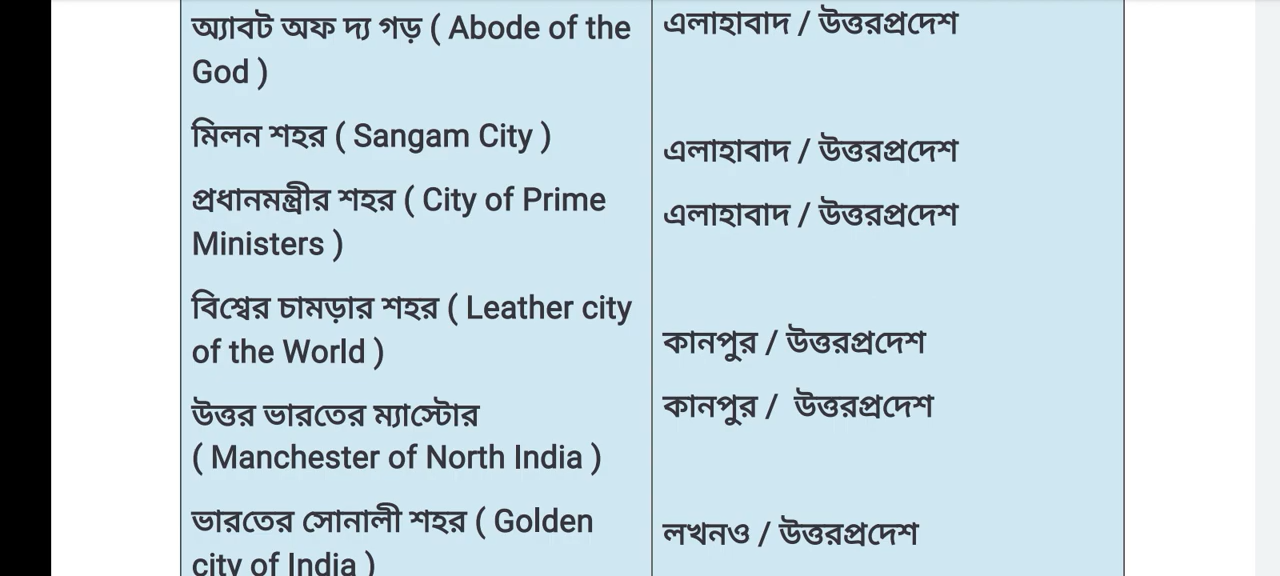 অ্যাবট অফ দ্য গড় ( Abode of the
God )
এলাহাবাদ / উত্তরপ্রদেশ
মিলন শহর ( Sangam City )
এলাহাবাদ / উত্তরপ্রদেশ
প্রধানমন্ত্রীর শহর ( City of Prime
Ministers )
এলাহাবাদ / উত্তরপ্রদেশ
বিশ্বের চামড়ার শহর ( Leather city
of the World )
কানপুর / উত্তরপ্রদেশ
উত্তর ভারতের ম্যাস্টোর
( Manchester of North India )
কানপুর /  উত্তরপ্রদেশ
ভারতের সোনালী শহর ( Golden
city of India )
লখনও / উত্তরপ্রদেশ